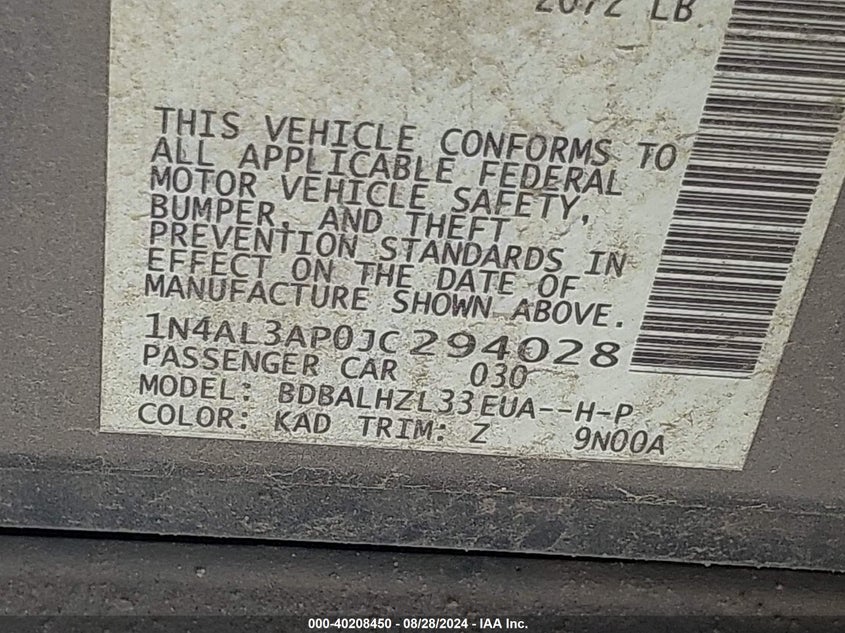 2072 LB
THIS VEHICLE CONFORMS TO
ALL APPLICABLE FEDERAL
MOTOR VEHICLE SAFETY,
BUMPER, AND THEFT
PREVENTION STANDARDS IN
EFFECT ON THE DATE OF
MANUFACTURE SHOWN ABOVE.
1N4AL3AP0JC294028
PASSENGER CAR 030
MODEL: BDBALHZL33EUA--H-P
COLOR: KAD TRIM: Z 9N00A
000-40208450 - 08/28/2024 - IAA Inc.